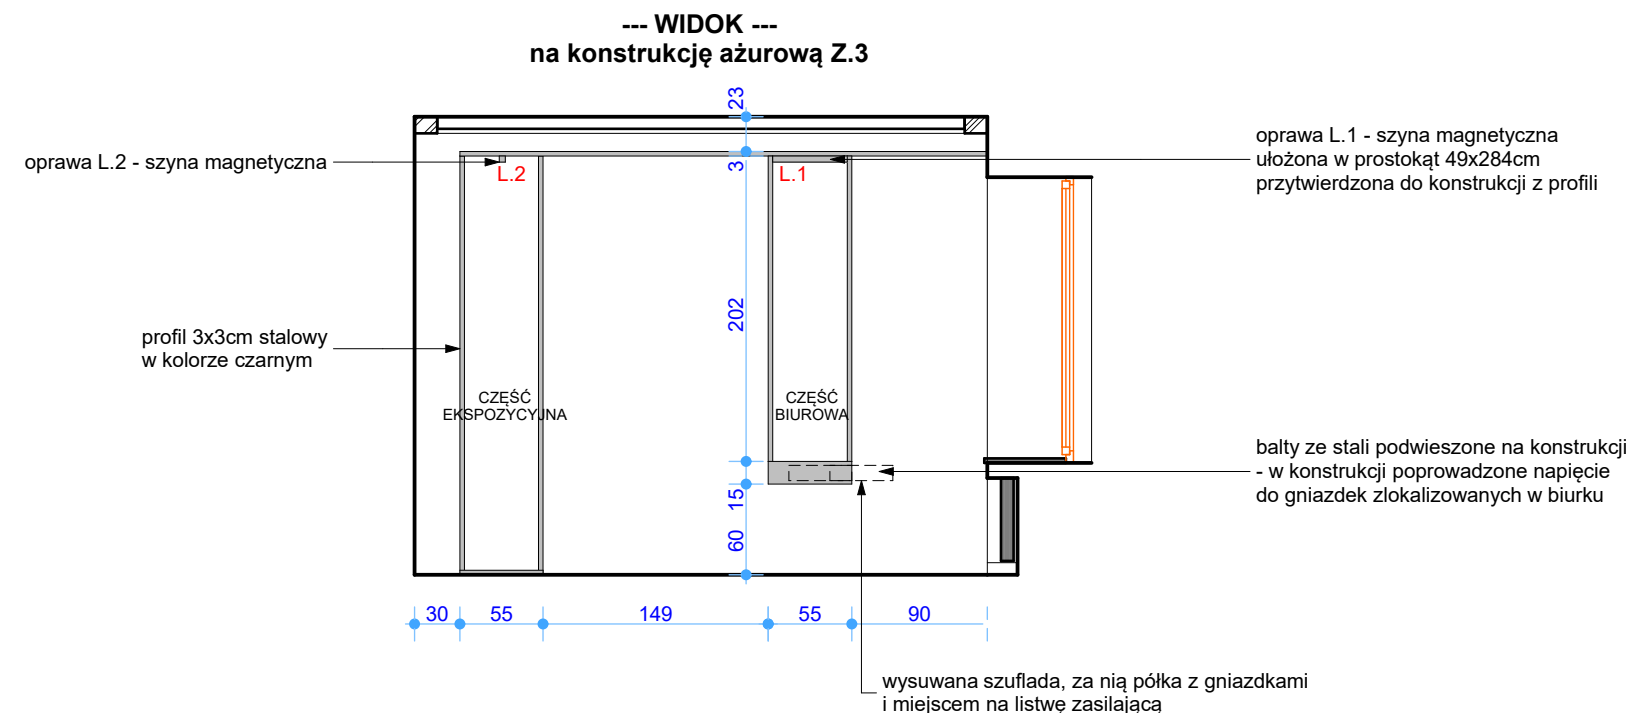 --- WIDOK ---
na konstrukcję ażurową Z.3
23
oprawa L.1 - szyna magnetyczna
ułożona w prostokąt 49x284cm
przytwierdzona do konstrukcji z profili
oprawa L.2 - szyna magnetyczna
L.2
3
L.1
202
profil 3x3cm stalowy
w kolorze czarnym
CZĘŚĆ
EKSPOZYCYJNA
CZĘŚĆ
BIUROWA
balty ze stali podwieszone na konstrukcji
- w konstrukcji poprowadzone napięcie
do gniazdek zlokalizowanych w biurku
15
60
30 55 149 55 90
wysuwana szuflada, za nią półka z gniazdkami
i miejscem na listwę zasilającą